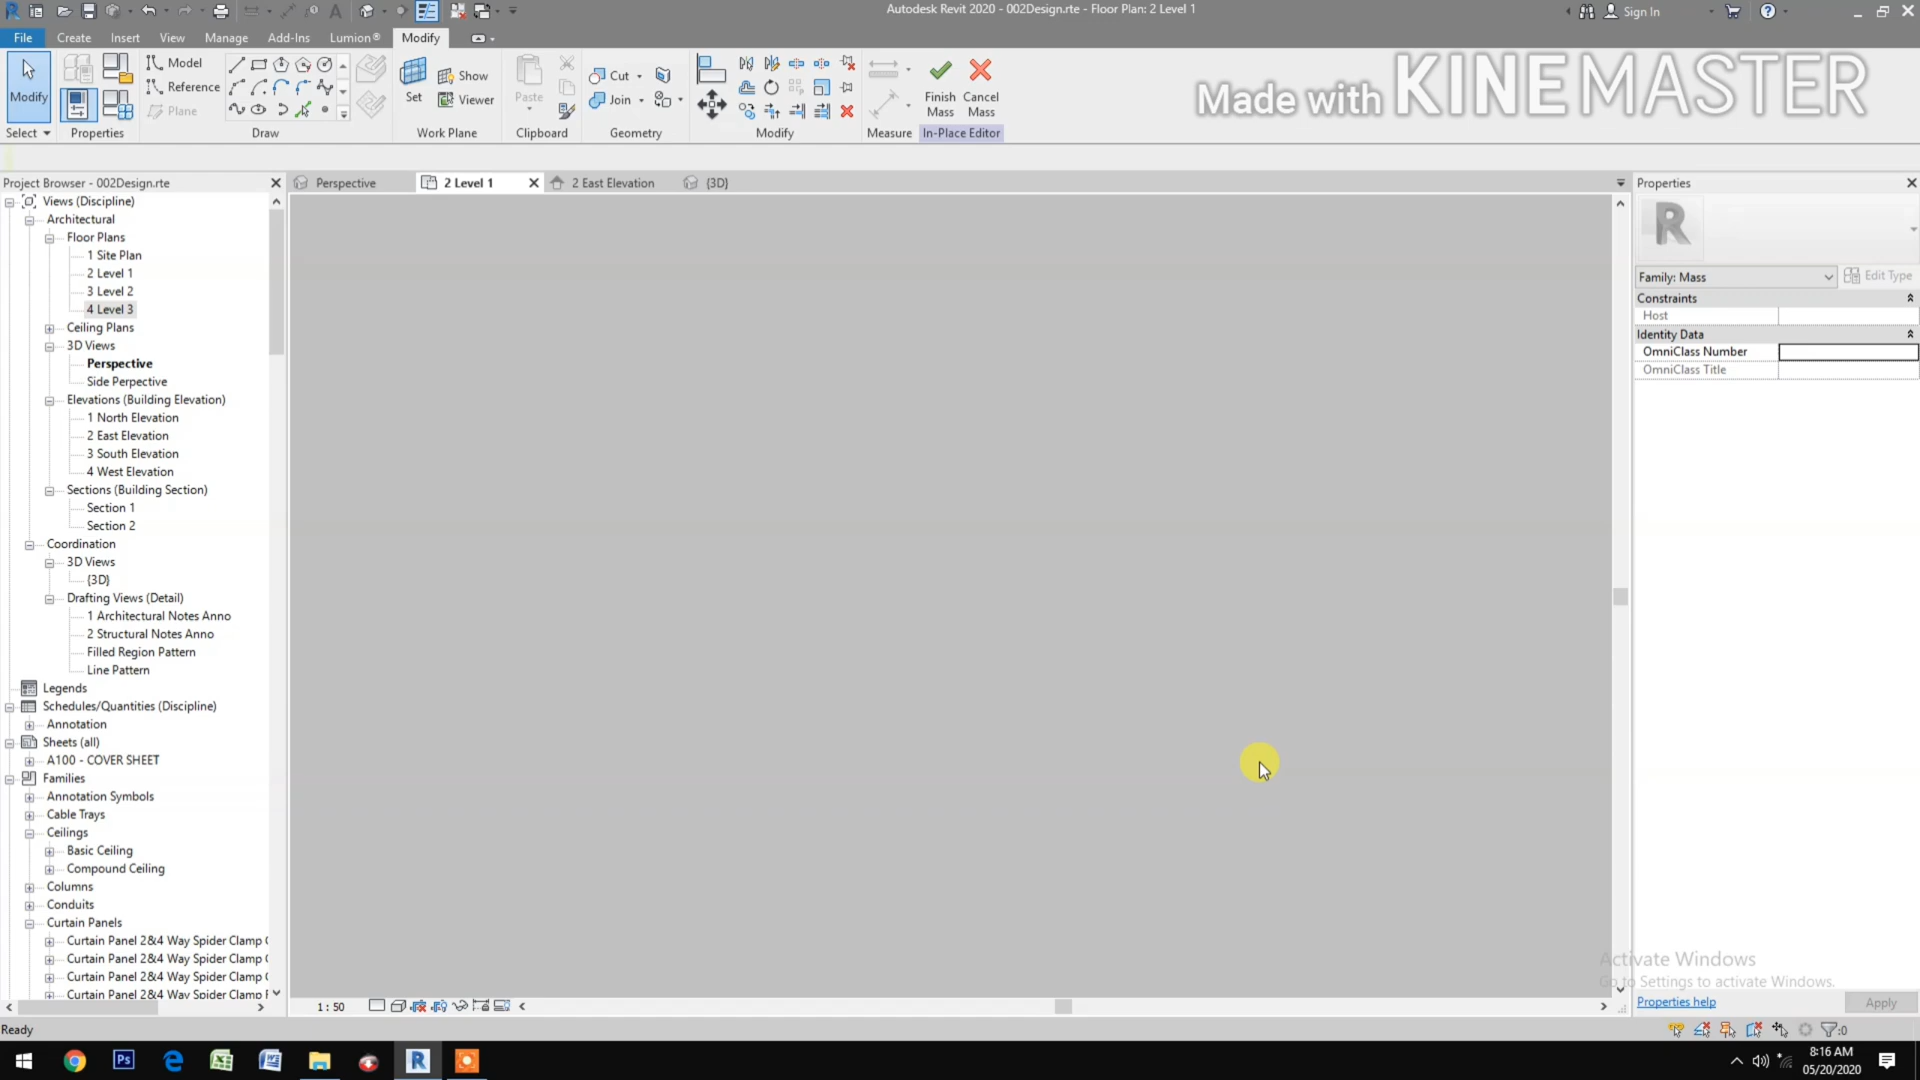 Autodesk Revit 2020 - 002Design.rte - Floor Plan: 2 Level 1
Sign In
File Create Insert View Manage Add-Ins Lumion® Modify
Modify
Select
Properties
Model
Reference
Plane
Draw
Set
Show
Viewer
Work Plane
Paste
Clipboard
Cut
Join
Geometry
Modify
Measure
Finish Mass
Cancel Mass
In-Place Editor
Made with KINEMASTER
Project Browser - 002Design.rte
Perspective
2 Level 1
2 East Elevation
{3D}
Views (Discipline)
Architectural
Floor Plans
1 Site Plan
2 Level 1
3 Level 2
4 Level 3
Ceiling Plans
3D Views
Perspective
Side Perpective
Elevations (Building Elevation)
1 North Elevation
2 East Elevation
3 South Elevation
4 West Elevation
Sections (Building Section)
Section 1
Section 2
Coordination
3D Views
{3D}
Drafting Views (Detail)
1 Architectural Notes Anno
2 Structural Notes Anno
Filled Region Pattern
Line Pattern
Legends
Schedules/Quantities (Discipline)
Annotation
Sheets (all)
A100 - COVER SHEET
Families
Annotation Symbols
Cable Trays
Ceilings
Basic Ceiling
Compound Ceiling
Columns
Conduits
Curtain Panels
Curtain Panel 2&4 Way Spider Clamp
Curtain Panel 2&4 Way Spider Clamp
Curtain Panel 2&4 Way Spider Clamp
Curtain Panel 2&4 Way Spider Clamp
Properties
Family: Mass
Edit Type
Constraints
Host
Identity Data
OmniClass Number
OmniClass Title
Activate Windows
Go to Settings to activate Windows.
Properties help
Apply
1 : 50
Ready
:0
8:16 AM
05/20/2020